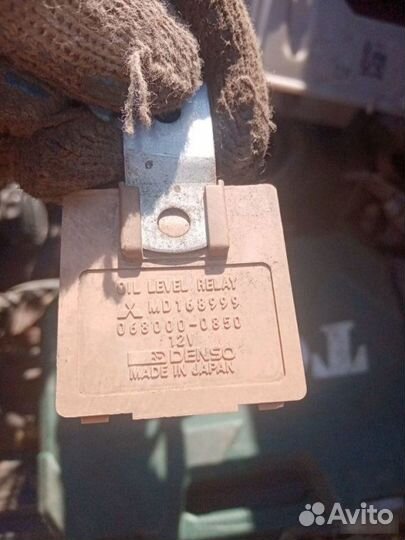 OIL LEVEL RELAY
MD168999
068000-0850
12V
DENSO
MADE IN JAPAN
Avito